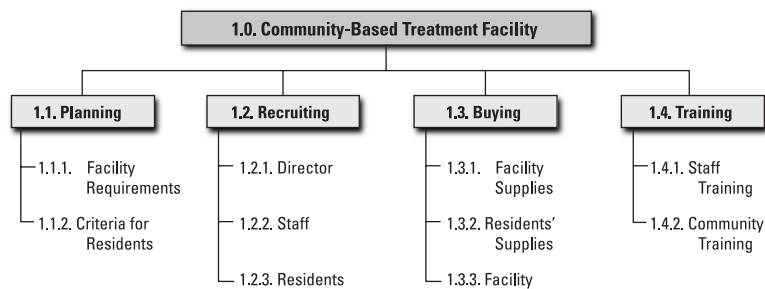 1.0. Community-Based Treatment Facility
1.1. Planning
1.2. Recruiting
1.3. Buying
1.4. Training
1.1.1. Facility
Requirements
1.1.2. Criteria for
Residents
1.2.1. Director
1.2.2. Staff
1.2.3. Residents
1.3.1. Facility
Supplies
1.3.2. Residents’
Supplies
1.3.3. Facility
1.4.1. Staff
Training
1.4.2. Community
Training